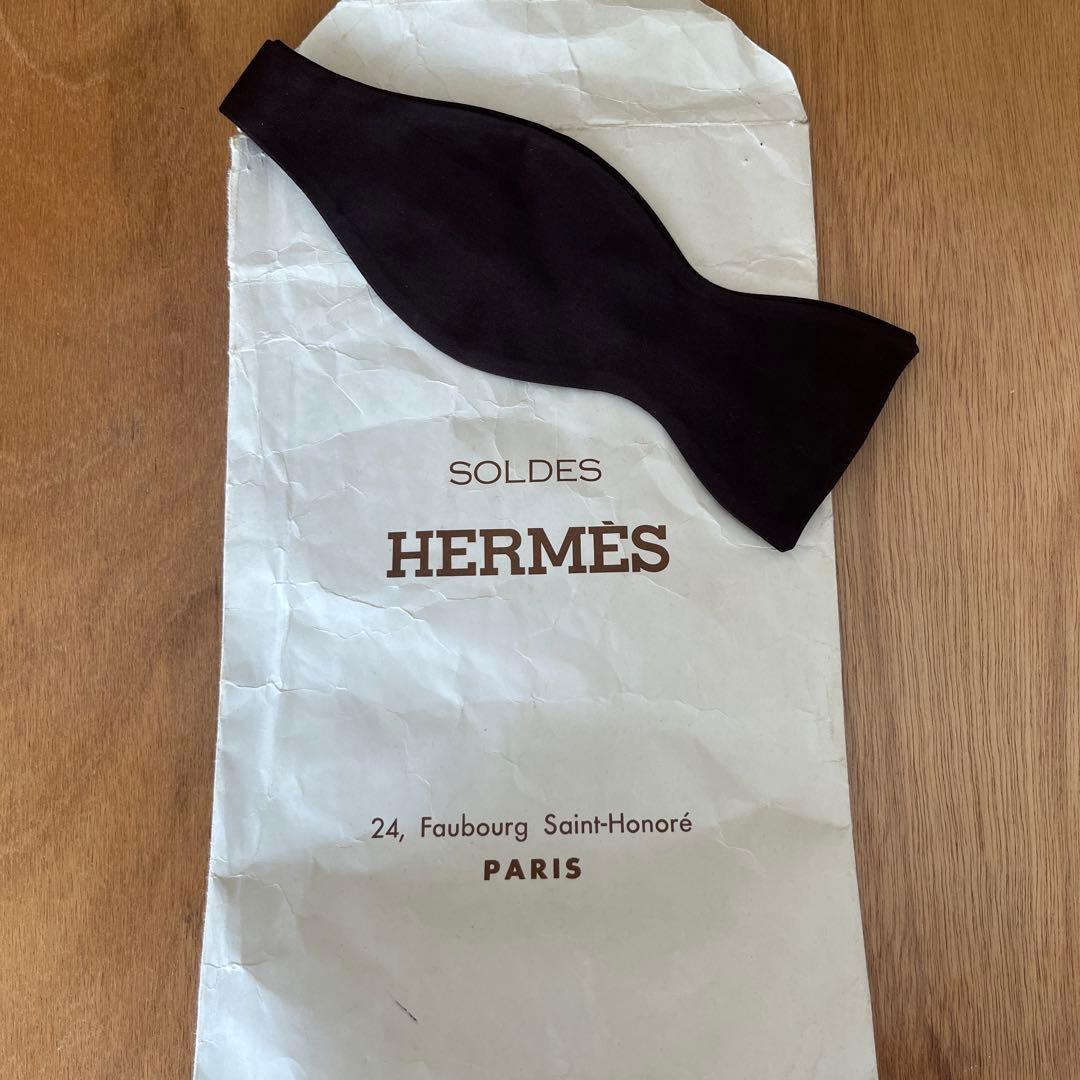 SOLDES
HERMÈS
24, Faubourg Saint-Honoré
PARIS